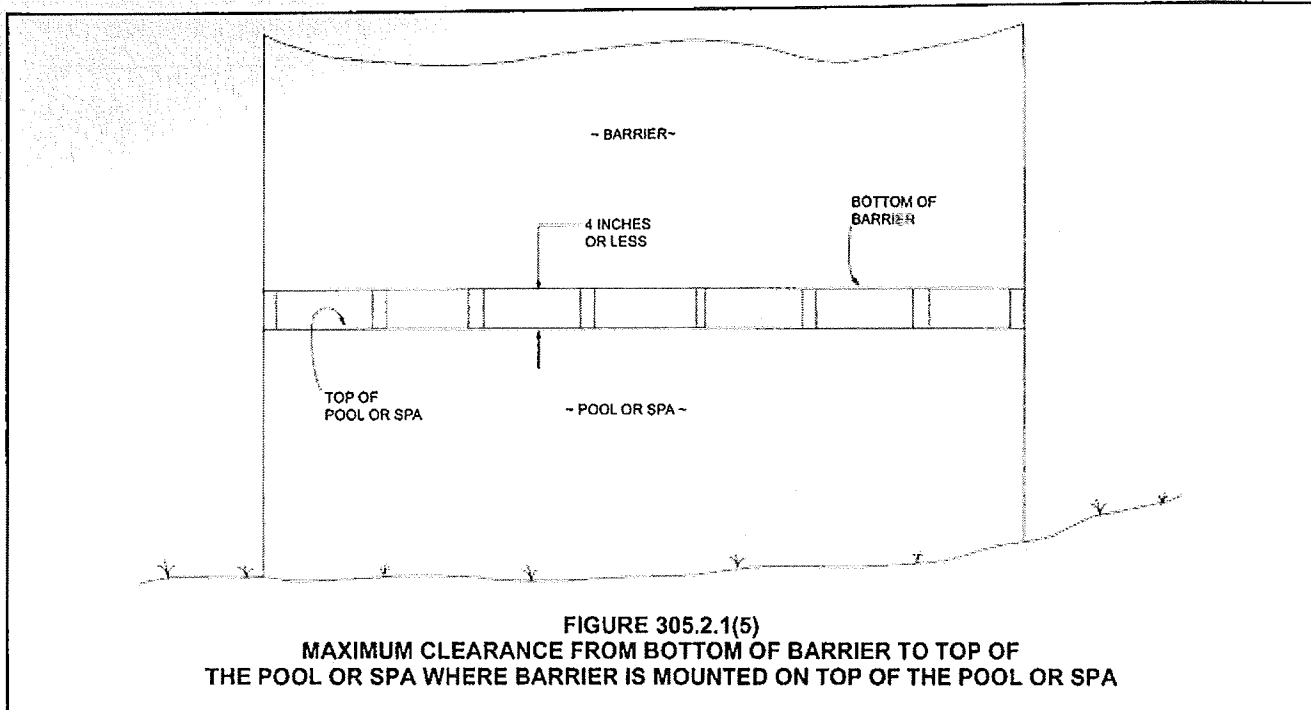 ~ BARRIER~
4 INCHES
OR LESS
BOTTOM OF
BARRIER
TOP OF
POOL OR SPA
~ POOL OR SPA ~
FIGURE 305.2.1(5)
MAXIMUM CLEARANCE FROM BOTTOM OF BARRIER TO TOP OF
THE POOL OR SPA WHERE BARRIER IS MOUNTED ON TOP OF THE POOL OR SPA